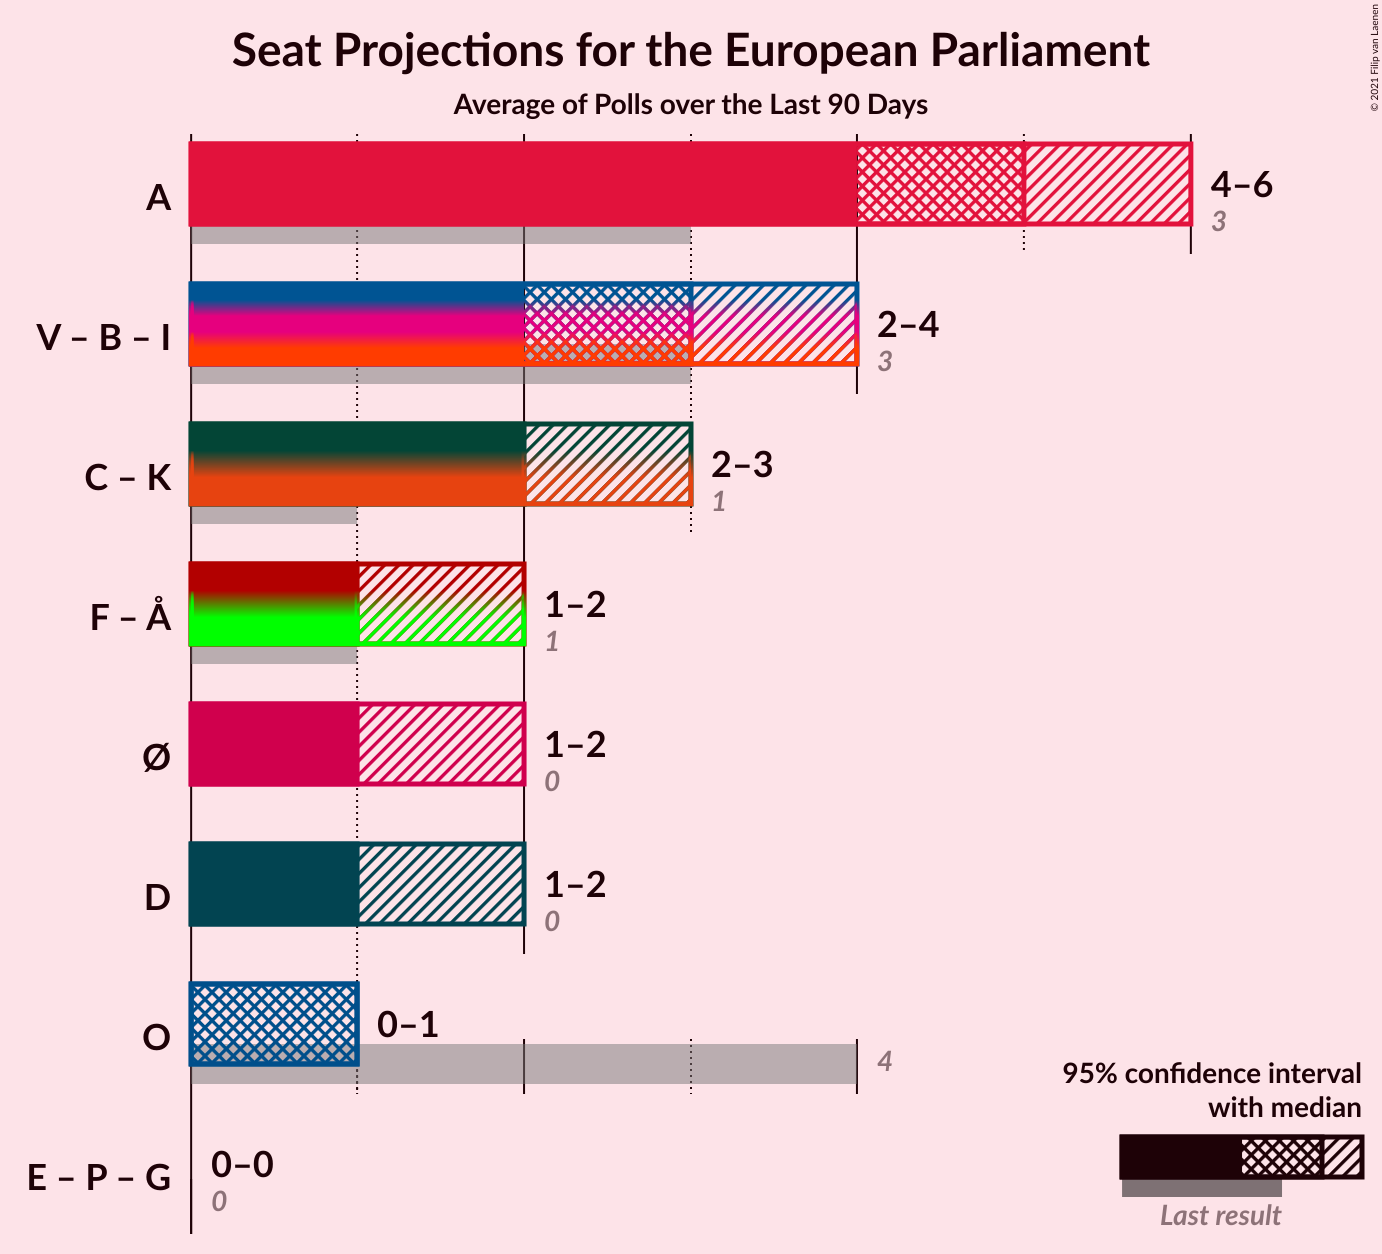 Seat Projections for the European Parliament
Average of Polls over the Last 90 Days
© 2021 Filip van Laenen
A
4–6
3
V – B – I
2–4
3
C – K
2–3
1
F – Å
1–2
1
Ø
1–2
0
D
1–2
0
O
0–1
4
E – P – G
0–0
0
95% confidence interval
with median
Last result